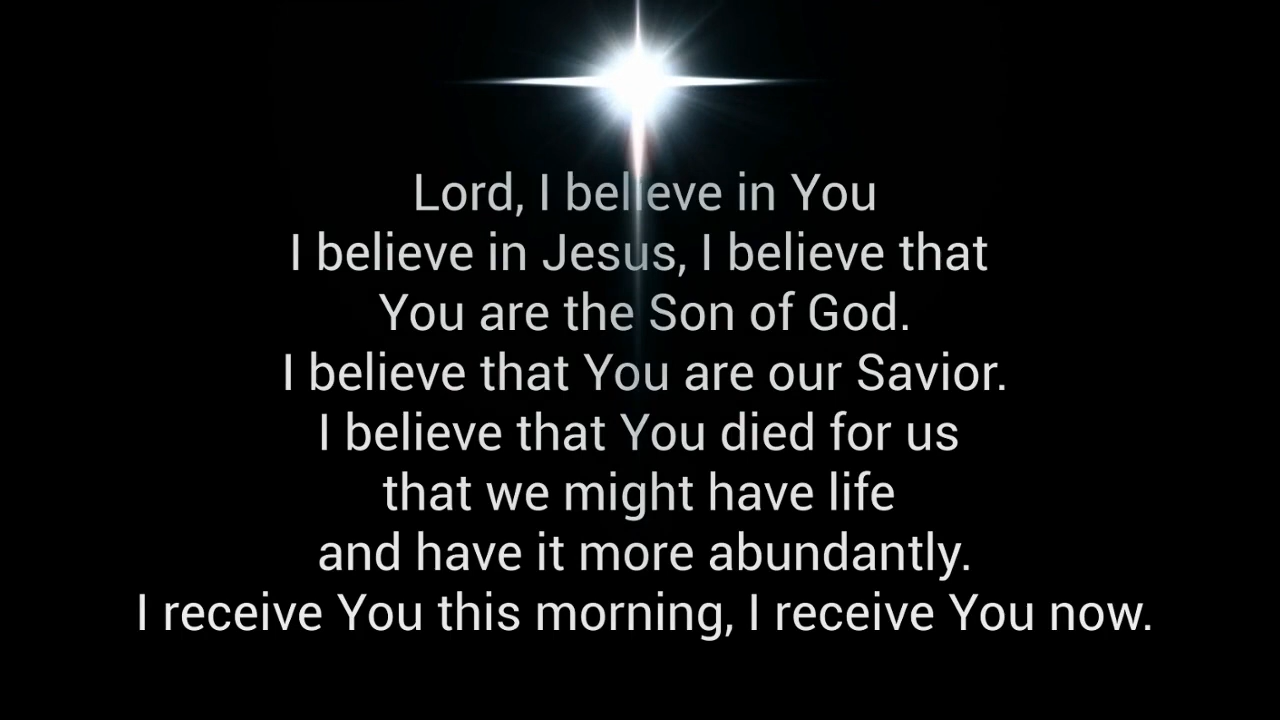 Lord, I believe in You
I believe in Jesus, I believe that
You are the Son of God.
I believe that You are our Savior.
I believe that You died for us
that we might have life
and have it more abundantly.
I receive You this morning, I receive You now.